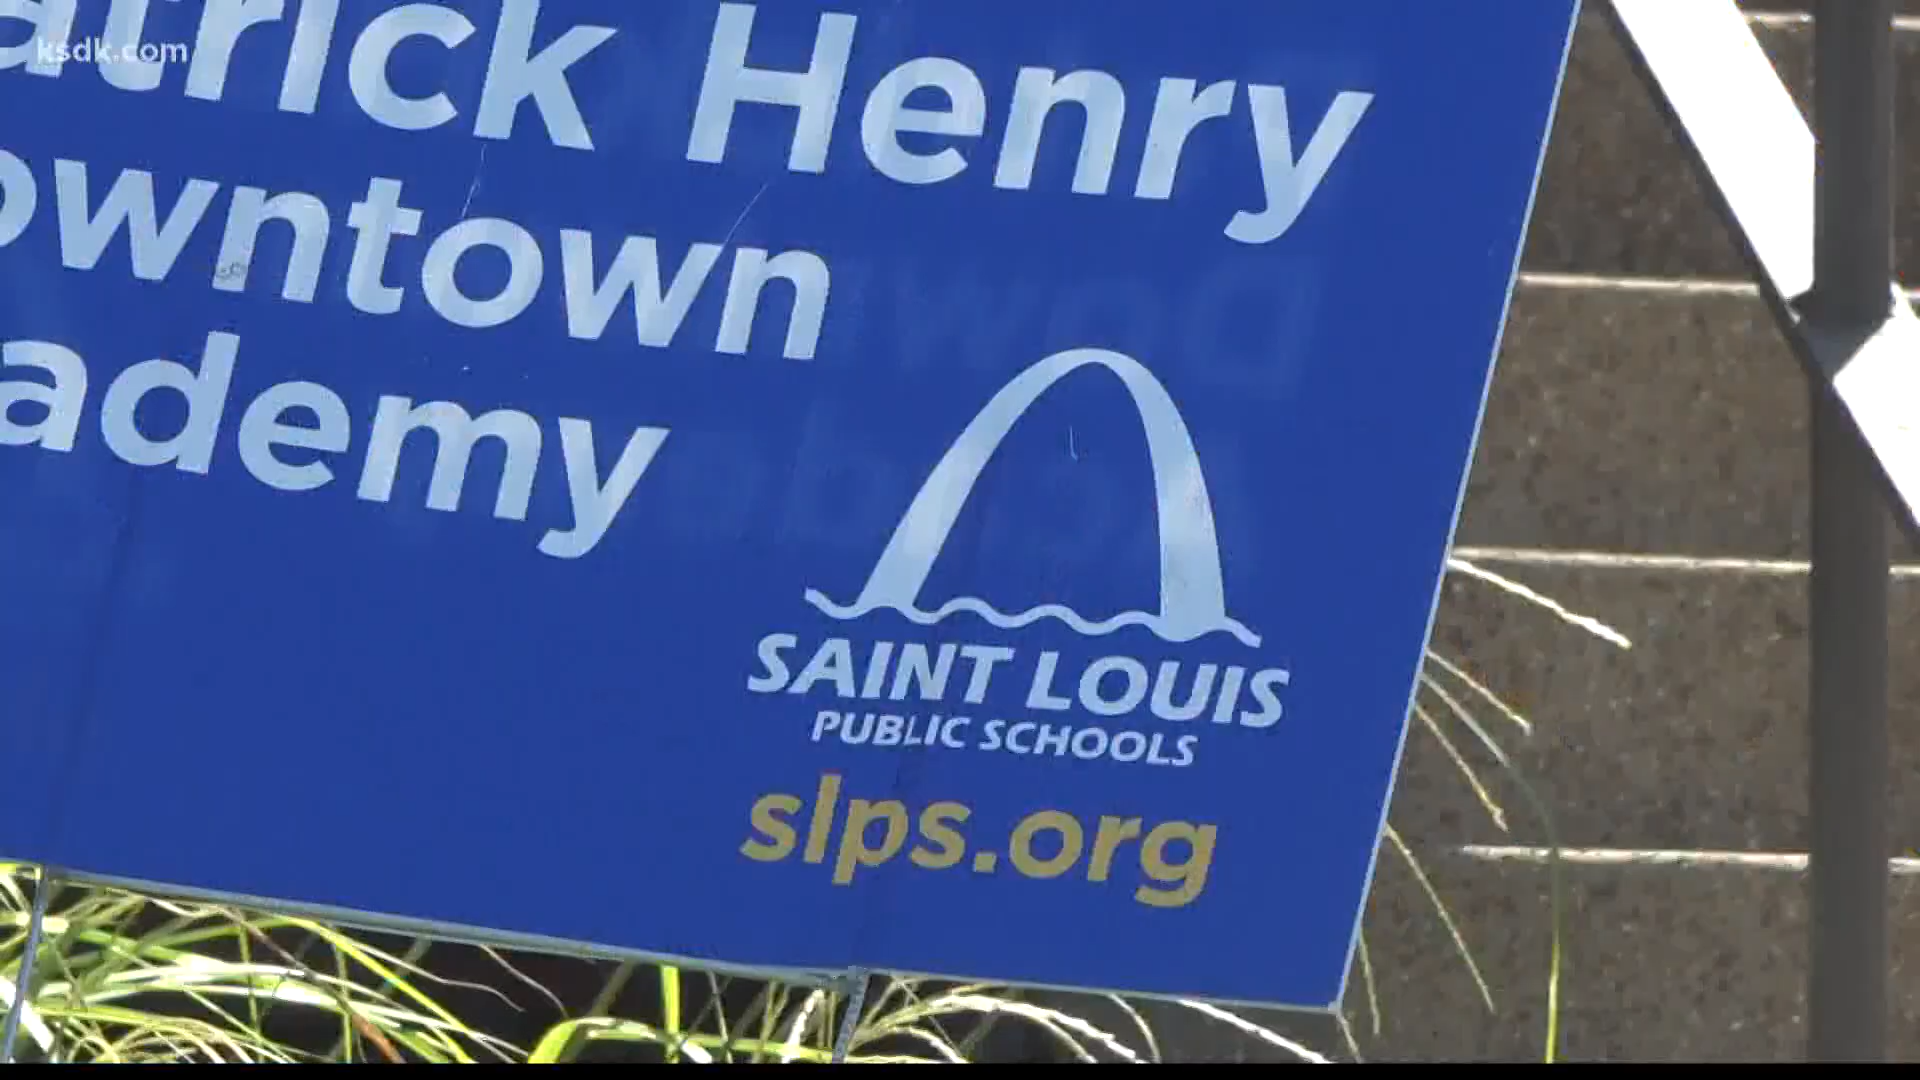 ksdk.com
atrick Henry
owntown
ademy
SAINT LOUIS
PUBLIC SCHOOLS
slps.org